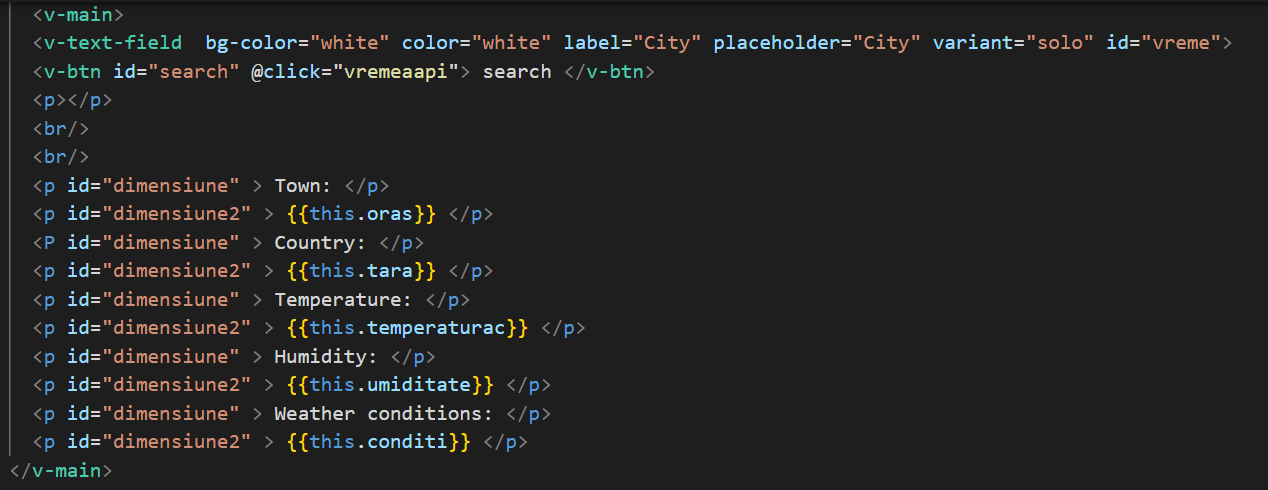 <v-main>
<v-text-field  bg-color="white" color="white" label="City" placeholder="City" variant="solo" id="vreme">
<v-btn id="search" @click="vremeaapi"> search </v-btn>
<p></p>
<br/>
<br/>
<p id="dimensiune" > Town: </p>
<p id="dimensiune2" > {{this.oras}} </p>
<P id="dimensiune" > Country: </p>
<p id="dimensiune2" > {{this.tara}} </p>
<p id="dimensiune" > Temperature: </p>
<p id="dimensiune2" > {{this.temperaturac}} </p>
<p id="dimensiune" > Humidity: </p>
<p id="dimensiune2" > {{this.umiditate}} </p>
<p id="dimensiune" > Weather conditions: </p>
<p id="dimensiune2" > {{this.conditi}} </p>
</v-main>